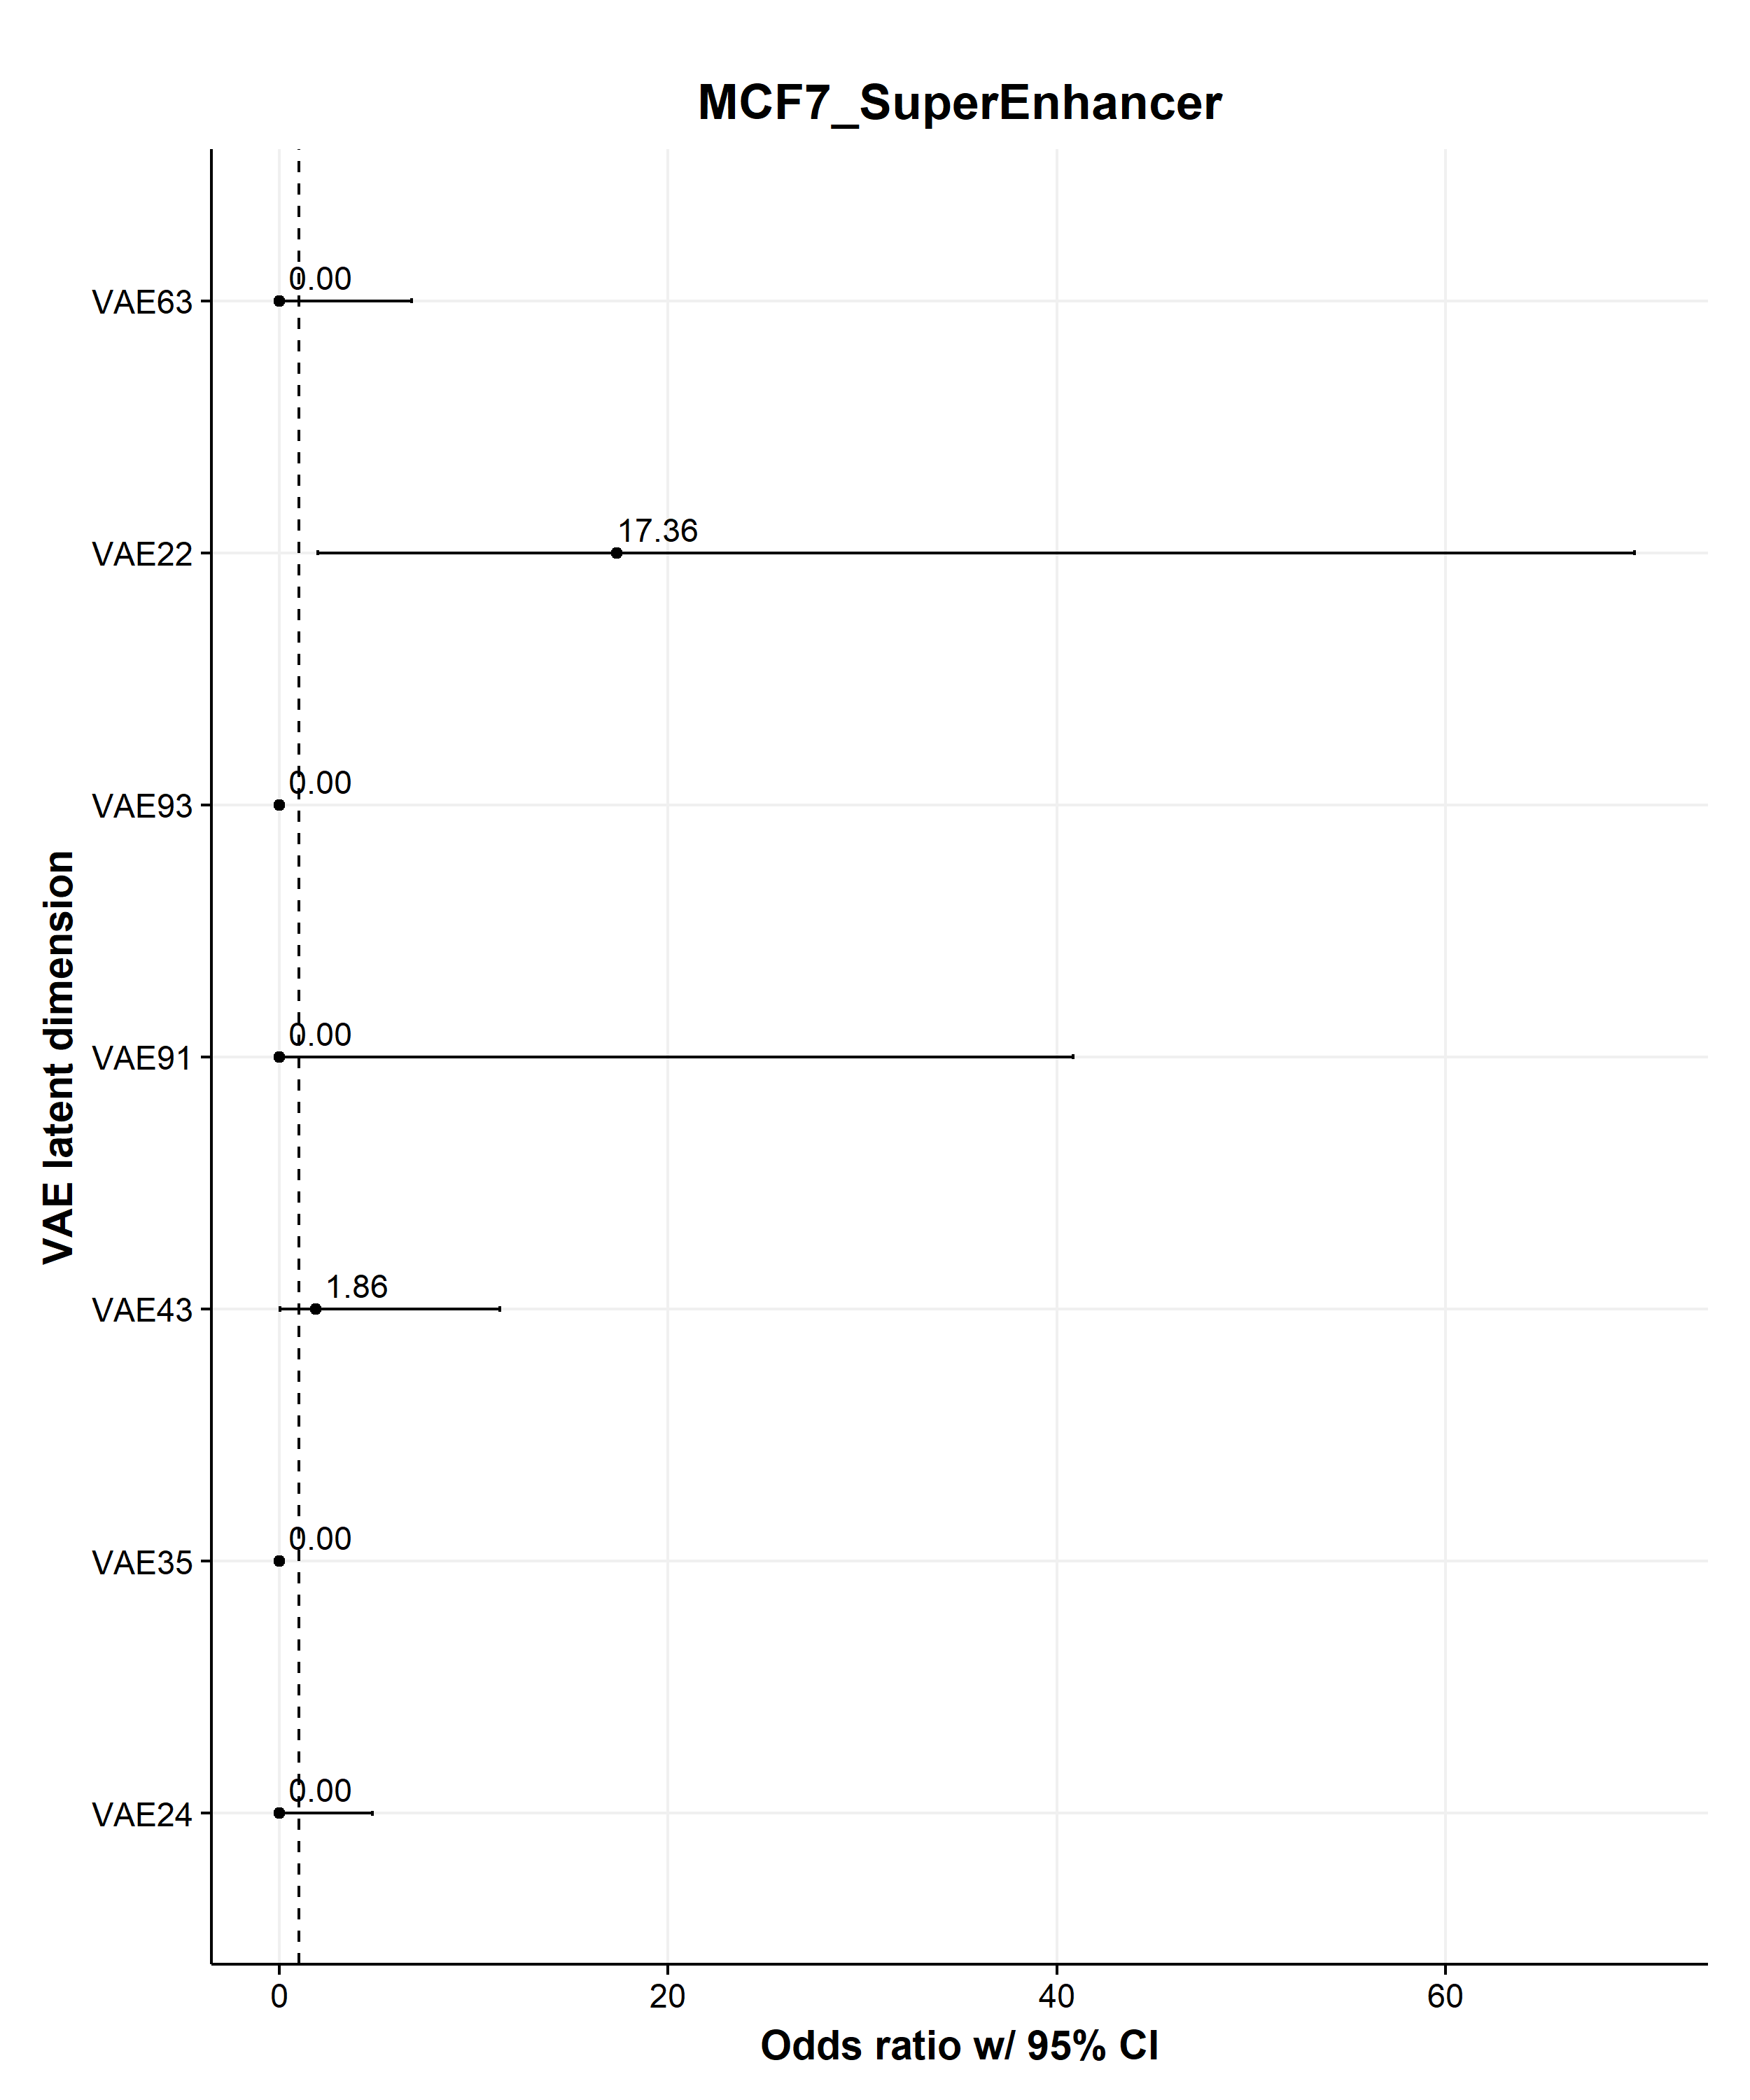 MCF7_SuperEnhancer
VAE latent dimension
VAE63
0.00
VAE22
17.36
VAE93
0.00
VAE91
0.00
VAE43
1.86
VAE35
0.00
VAE24
0.00
0 20 40 60
Odds ratio w/ 95% CI